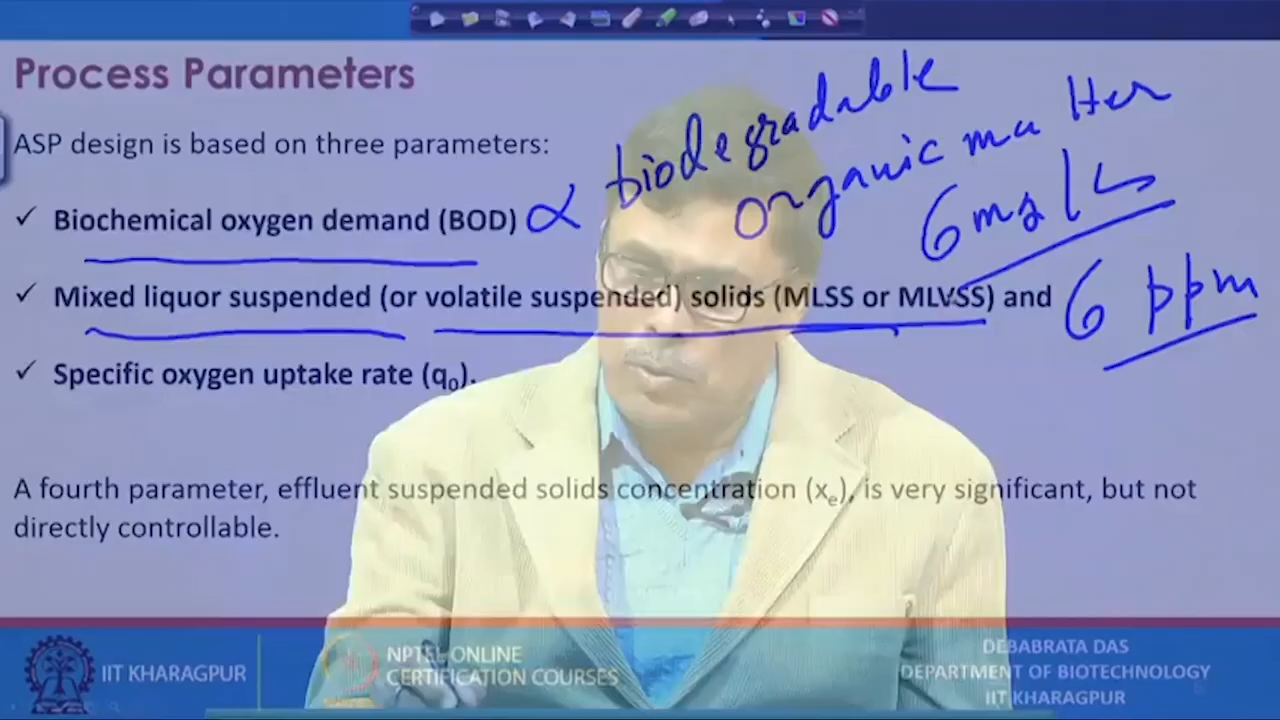 Process Parameters
ASP design is based on three parameters:
✓ Biochemical oxygen demand (BOD) ∝ biodegradable
organic matter
6 mg/L
✓ Mixed liquor suspended (or volatile suspended) solids (MLSS or MLVSS) and
6 ppm
✓ Specific oxygen uptake rate (q₀).
A fourth parameter, effluent suspended solids concentration (xₑ), is very significant, but not
directly controllable.
IIT KHARAGPUR
NPTEL ONLINE
CERTIFICATION COURSES
DEBABRATA DAS
DEPARTMENT OF BIOTECHNOLOGY
IIT KHARAGPUR